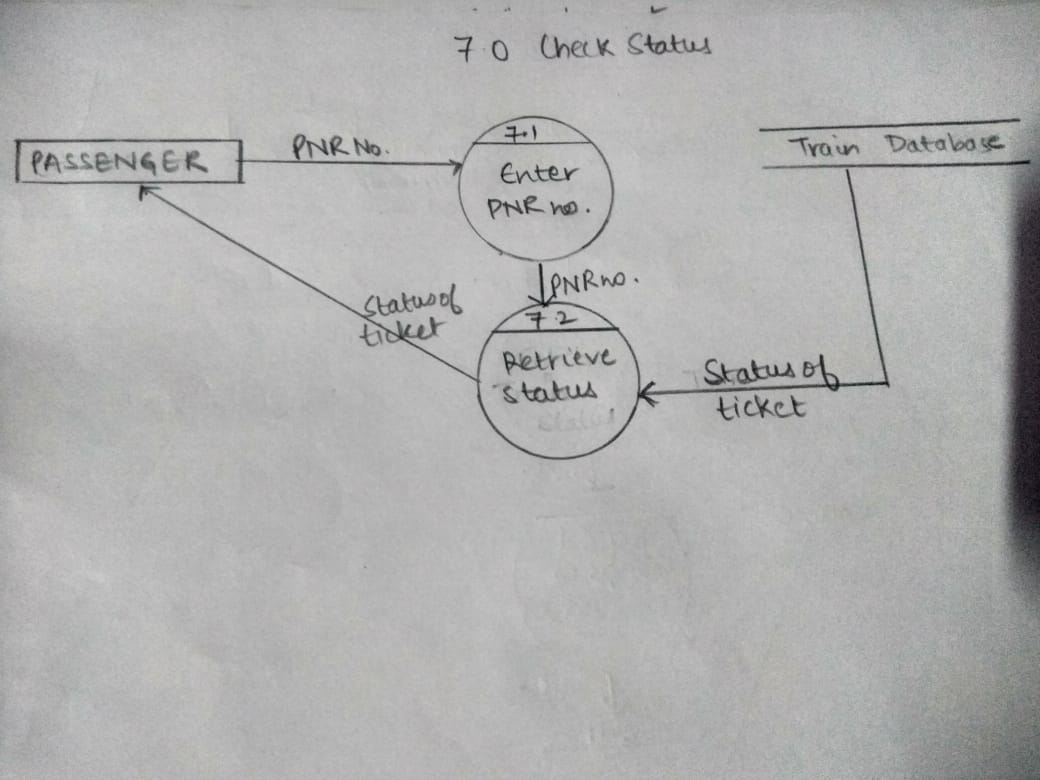 7.0 Check Status
PASSENGER
PNR No.
7.1
Enter
PNR no.
Train Database
PNR no.
Status of
ticket
7.2
Retrieve
status
Status of
ticket